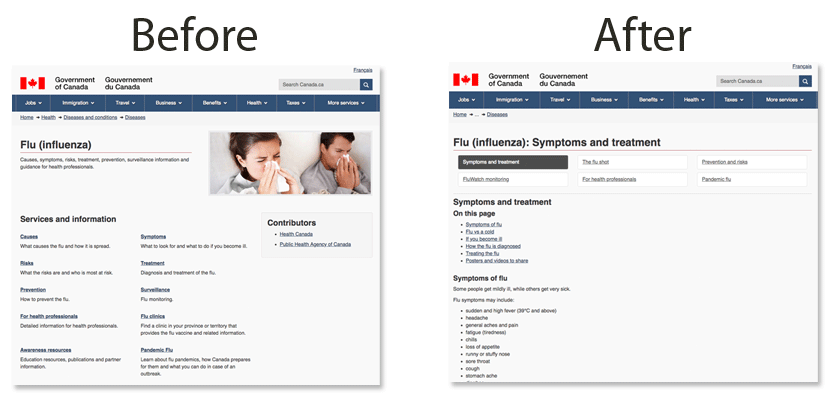 Before
Français
Government of Canada
Gouvernement du Canada
Search Canada.ca
Jobs Immigration Travel Business Benefits Health Taxes More services
Home → Health → Diseases and conditions → Diseases
Flu (influenza)
Causes, symptoms, risks, treatment, prevention, surveillance information and
guidance for health professionals.
Services and information
Causes
What causes the flu and how it is spread.
Symptoms
What to look for and what to do if you become ill.
Risks
What the risks are and who is most at risk.
Treatment
Diagnosis and treatment of the flu.
Prevention
How to prevent the flu.
Surveillance
Flu monitoring.
For health professionals
Detailed information for health professionals.
Flu clinics
Find a clinic in your province or territory that
provides the flu vaccine and related information.
Awareness resources
Education resources, publications and partner
information.
Pandemic Flu
Learn about flu pandemics, how Canada prepares
for them and what you can do in case of an
outbreak.
Contributors
Health Canada
Public Health Agency of Canada
After
Français
Government of Canada
Gouvernement du Canada
Search Canada.ca
Jobs Immigration Travel Business Benefits Health Taxes More services
Home → ... → Diseases
Flu (influenza): Symptoms and treatment
Symptoms and treatment The flu shot Prevention and risks
FluWatch monitoring For health professionals Pandemic flu
Symptoms and treatment
On this page
Symptoms of flu
Flu vs a cold
If you become ill
How the flu is diagnosed
Treating the flu
Posters and videos to share
Symptoms of flu
Some people get mildly ill, while others get very sick.
Flu symptoms may include:
sudden and high fever (39°C and above)
headache
general aches and pain
fatigue (tiredness)
chills
loss of appetite
runny or stuffy nose
sore throat
cough
stomach ache